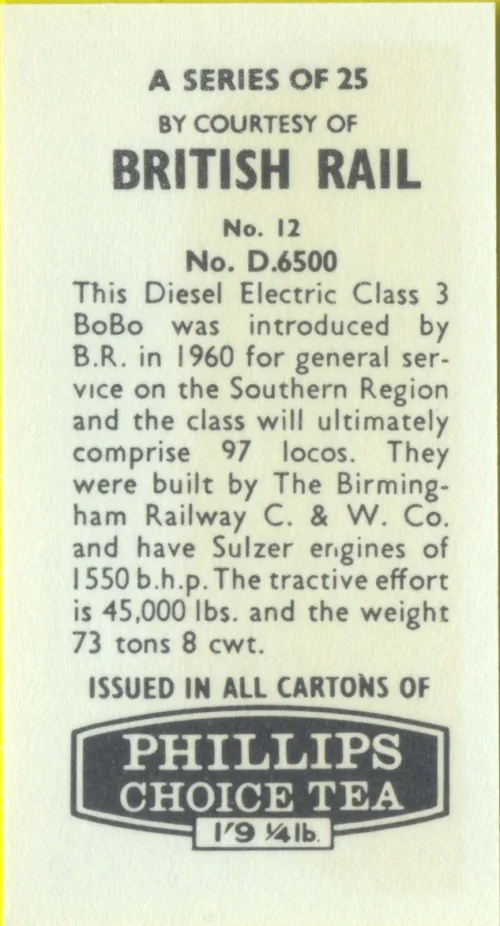 A SERIES OF 25
BY COURTESY OF
BRITISH RAIL
No. 12
No. D.6500
This Diesel Electric Class 3
BoBo was introduced by
B.R. in 1960 for general ser-
vice on the Southern Region
and the class will ultimately
comprise 97 locos. They
were built by The Birming-
ham Railway C. & W. Co.
and have Sulzer engines of
1550 b.h.p. The tractive effort
is 45,000 lbs. and the weight
73 tons 8 cwt.
ISSUED IN ALL CARTONS OF
PHILLIPS
CHOICE TEA
1'9 ¼lb.